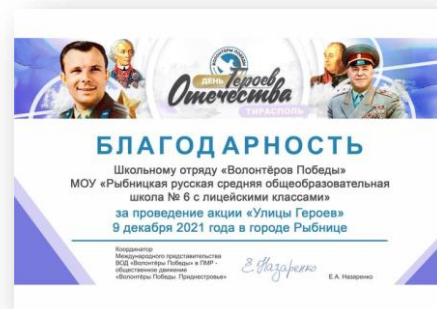 ВОЛОНТЁРЫ ПОБЕДЫ
ДЕНЬ
Героев
Отечества
ТИРАСПОЛЬ
БЛАГОДАРНОСТЬ
Школьному отряду «Волонтёров Победы»
МОУ «Рыбницкая русская средняя общеобразовательная
школа № 6 с лицейскими классами»
за проведение акции «Улицы Героев»
9 декабря 2021 года в городе Рыбнице
Координатор
Международного представительства
ВОД «Волонтёры Победы» в ПМР -
общественное движение
«Волонтёры Победы. Приднестровье»
Е. Назаренко
Е.А. Назаренко